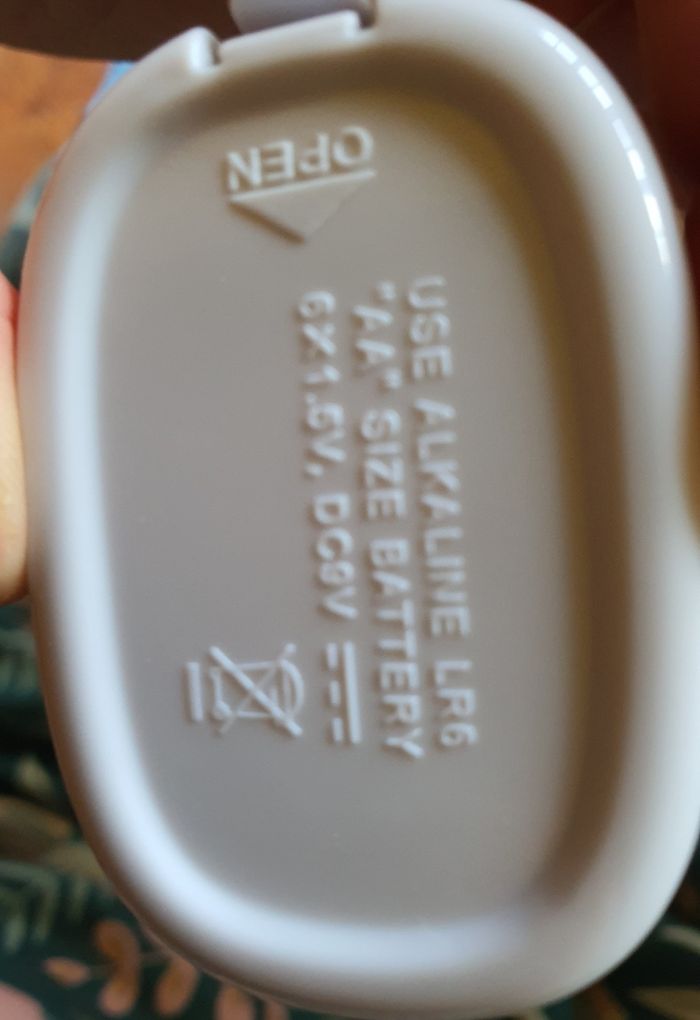 OPEN
USE ALKALINE LR6
"AA" SIZE BATTERY
6X1.5V, DC9V